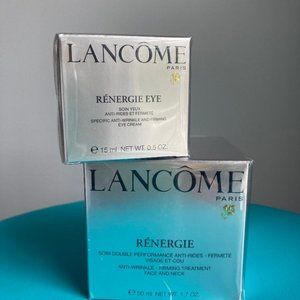 LANCÔME
PARIS
RÉNERGIE EYE
SOIN YEUX
ANTI-RIDES ET FERMETÉ
SPECIFIC ANTI-WRINKLE AND FIRMING
EYE CREAM
℮ 15 ml NET WT. 0.5 OZ.
LANCÔME
PARIS
RÉNERGIE
SOIN DOUBLE PERFORMANCE ANTI-RIDES - FERMETÉ
VISAGE ET COU
ANTI-WRINKLE - FIRMING TREATMENT
FACE AND NECK
℮ 50 ml NET WT. 1.7 OZ.